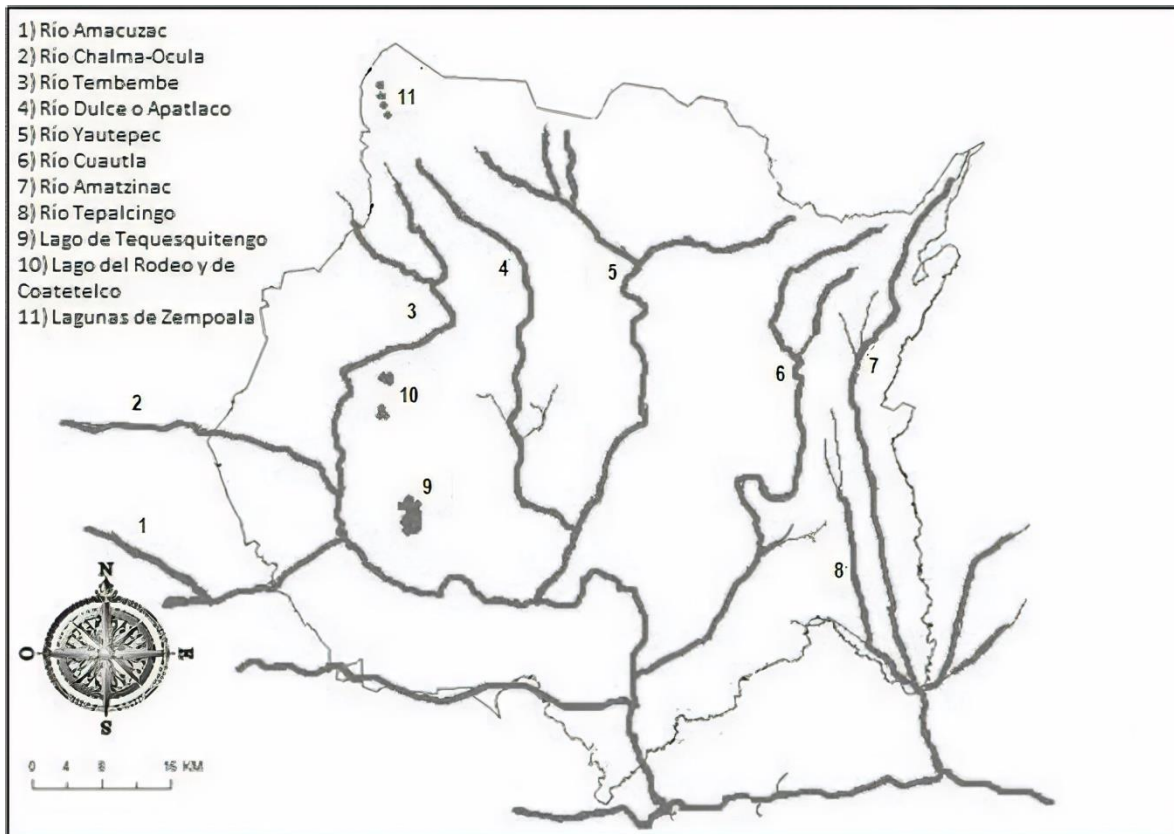 1) Río Amacuzac
2) Río Chalma-Ocula
3) Río Tembembe
4) Río Dulce o Apatlaco
5) Río Yautepec
6) Río Cuautla
7) Río Amatzinac
8) Río Tepalcingo
9) Lago de Tequesquitengo
10) Lago del Rodeo y de
Coatetelco
11) Lagunas de Zempoala
11
4
5
3
6
7
10
2
9
1
8
N
O
E
S
0 4 8 16 KM